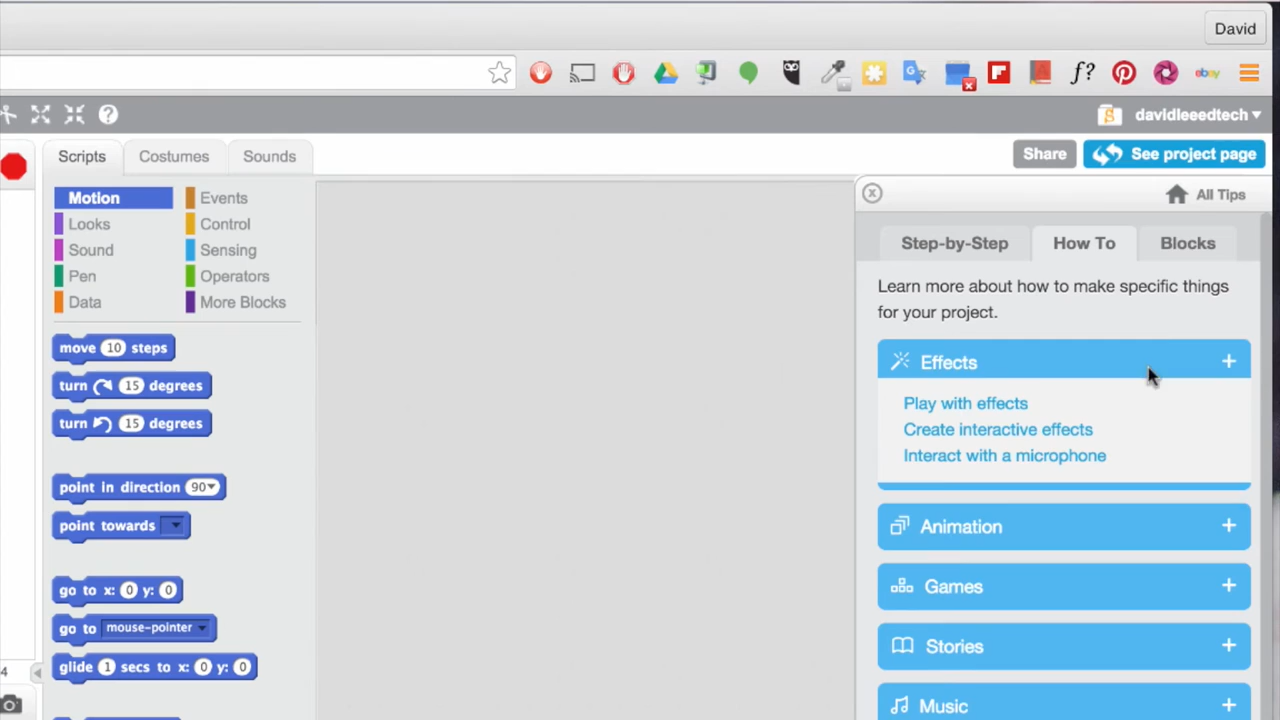 David
f?
ebay
davidleeedtech
Scripts
Costumes
Sounds
Share
See project page
All Tips
Motion
Events
Looks
Control
Sound
Sensing
Pen
Operators
Data
More Blocks
Step-by-Step
How To
Blocks
Learn more about how to make specific things
for your project.
move 10 steps
turn 15 degrees
turn 15 degrees
point in direction 90
point towards
go to x: 0 y: 0
go to mouse-pointer
glide 1 secs to x: 0 y: 0
Effects
Play with effects
Create interactive effects
Interact with a microphone
Animation
Games
Stories
Music
4